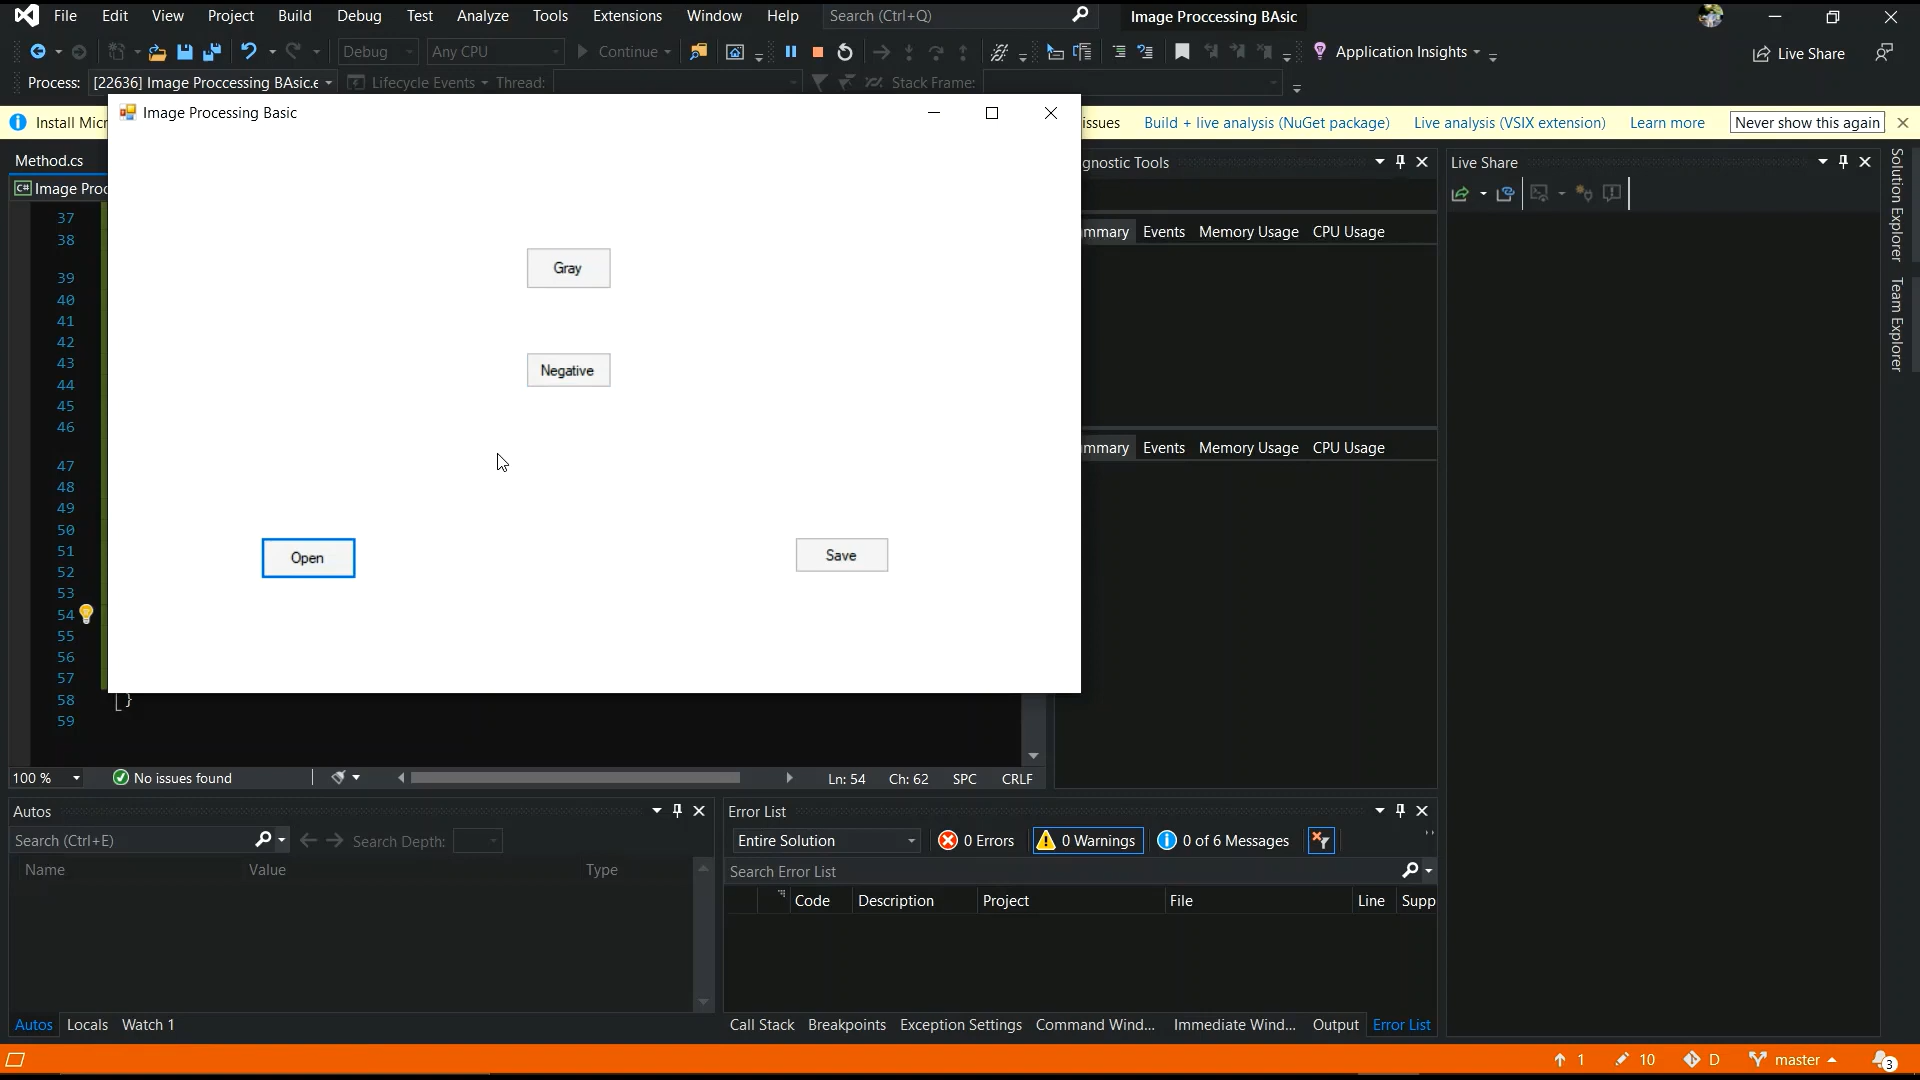 File Edit View Project Build Debug Test Analyze Tools Extensions Window Help Search (Ctrl+Q) Image Proccessing BAsic
Debug Any CPU Continue Application Insights Live Share
Process: [22636] Image Proccessing BAsic.e Lifecycle Events Thread: Stack Frame:
Install Micr issues Build + live analysis (NuGet package) Live analysis (VSIX extension) Learn more Never show this again
Image Processing Basic
Method.cs
C# Image Proc
gnostic Tools
mmary Events Memory Usage CPU Usage
mmary Events Memory Usage CPU Usage
Live Share
Solution Explorer
Team Explorer
Gray
Negative
Open
Save
37
38
39
40
41
42
43
44
45
46
47
48
49
50
51
52
53
54
55
56
57
58 }
59
100 % No issues found Ln: 54 Ch: 62 SPC CRLF
Autos
Search (Ctrl+E) Search Depth:
Name Value Type
Autos Locals Watch 1
Error List
Entire Solution 0 Errors 0 Warnings 0 of 6 Messages
Search Error List
Code Description Project File Line Supp
Call Stack Breakpoints Exception Settings Command Wind... Immediate Wind... Output Error List
1 10 D master 3